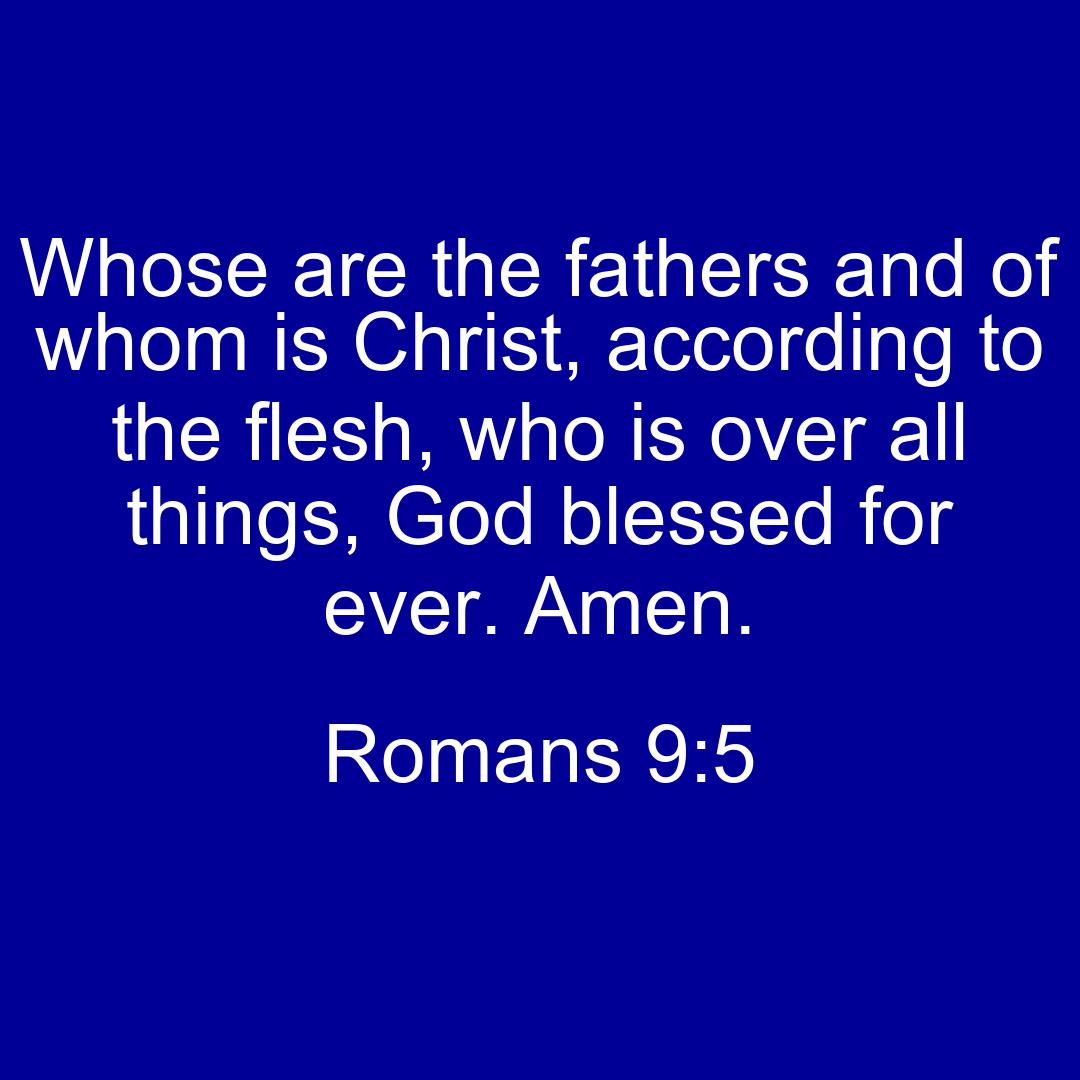 Whose are the fathers and of
whom is Christ, according to
the flesh, who is over all
things, God blessed for
ever. Amen.
Romans 9:5